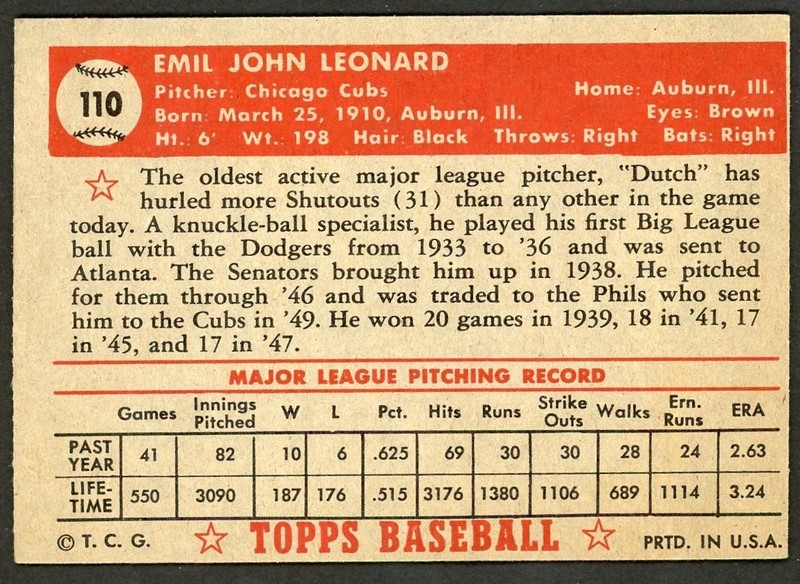 110
EMIL JOHN LEONARD
Pitcher: Chicago Cubs Home: Auburn, Ill.
Born: March 25, 1910, Auburn, Ill. Eyes: Brown
Ht.: 6' Wt.: 198 Hair: Black Throws: Right Bats: Right
The oldest active major league pitcher, "Dutch" has
hurled more Shutouts (31) than any other in the game
today. A knuckle-ball specialist, he played his first Big League
ball with the Dodgers from 1933 to '36 and was sent to
Atlanta. The Senators brought him up in 1938. He pitched
for them through '46 and was traded to the Phils who sent
him to the Cubs in '49. He won 20 games in 1939, 18 in '41, 17
in '45, and 17 in '47.
MAJOR LEAGUE PITCHING RECORD
Games Innings Pitched W L Pct. Hits Runs Strike Outs Walks Ern. Runs ERA
PAST YEAR 41 82 10 6 .625 69 30 30 28 24 2.63
LIFE-TIME 550 3090 187 176 .515 3176 1380 1106 689 1114 3.24
© T. C. G. TOPPS BASEBALL PRTD. IN U.S.A.